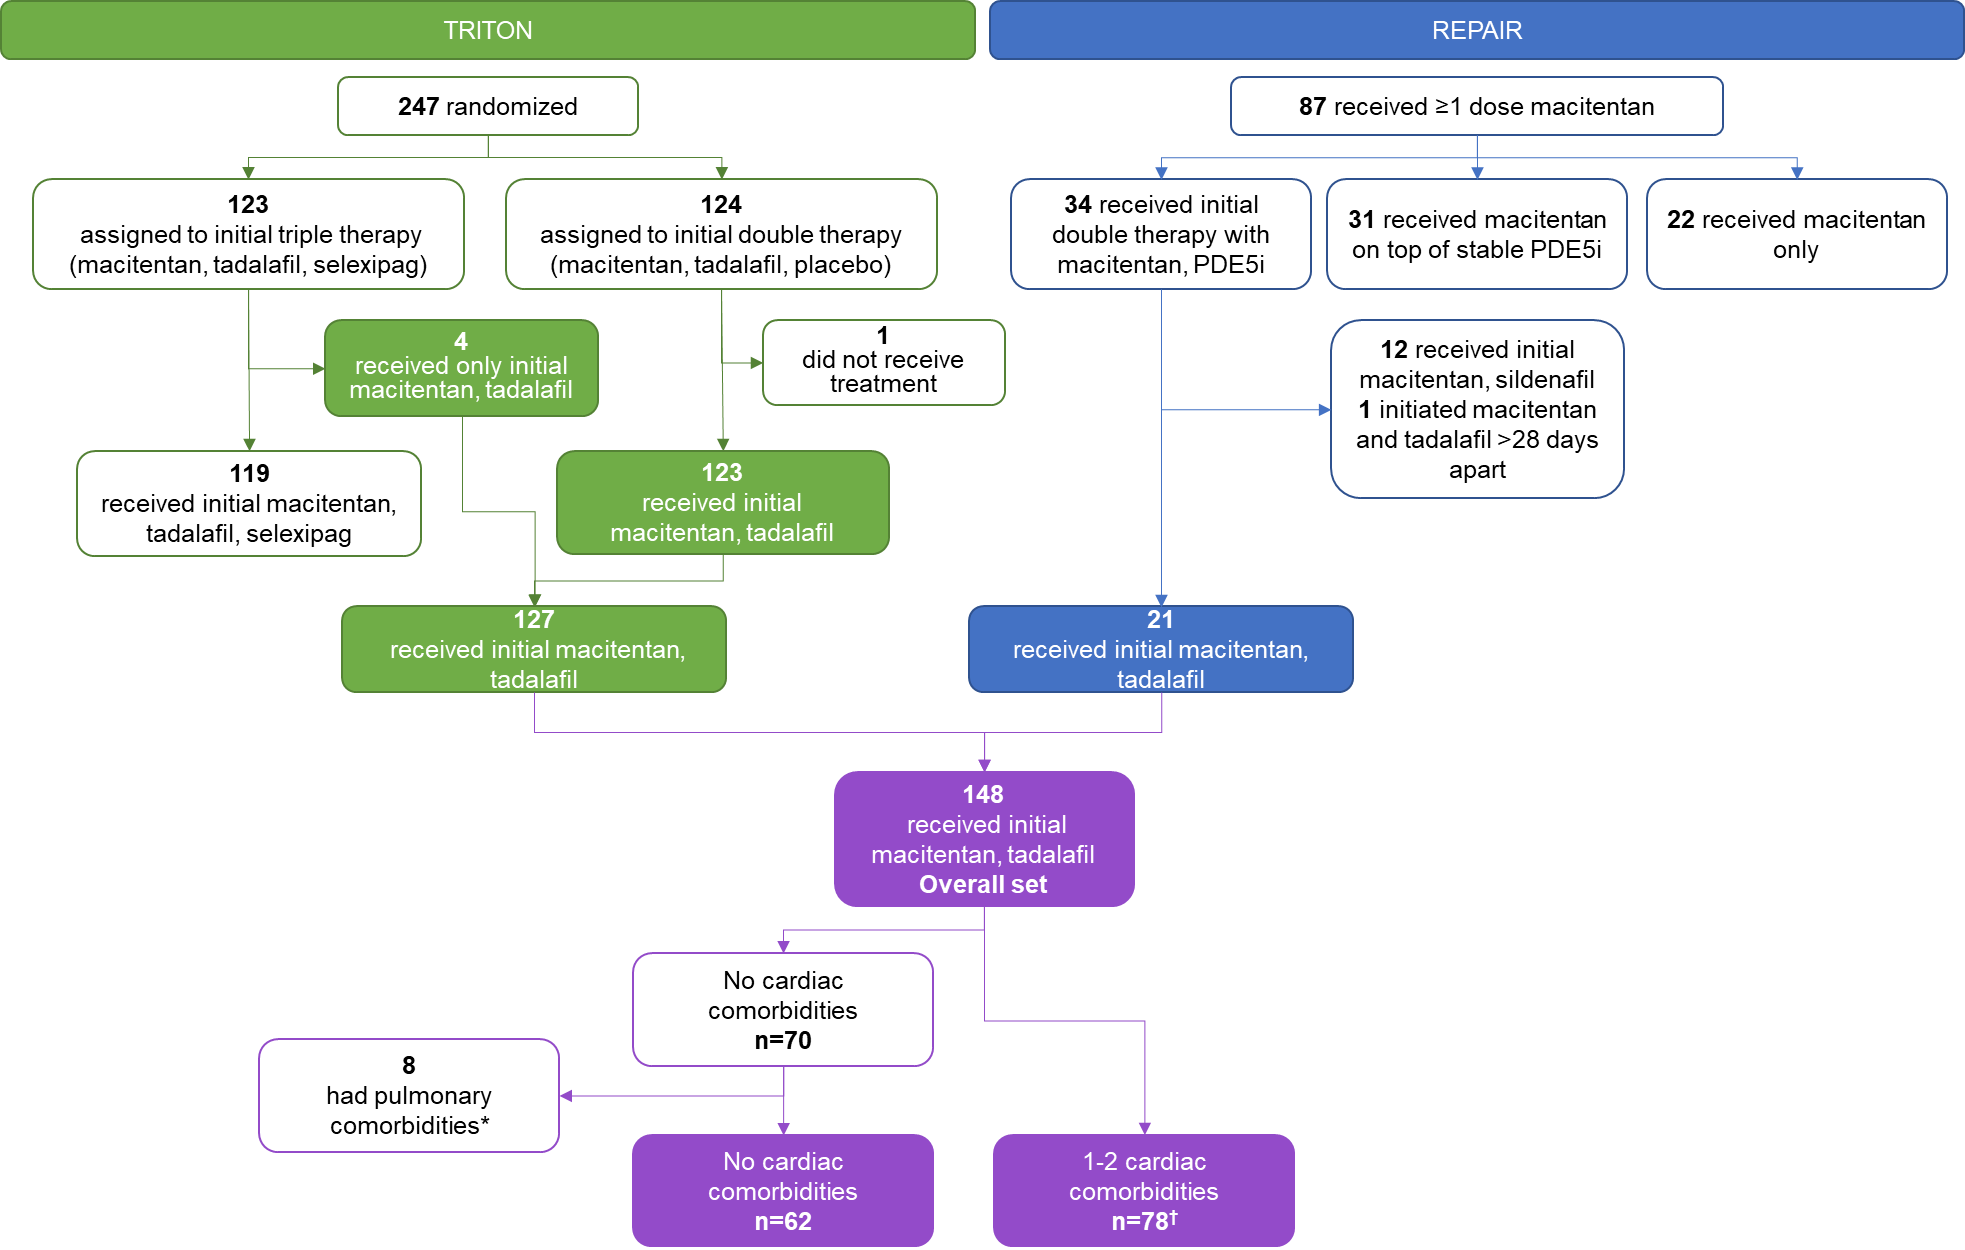 TRITON
REPAIR
247 randomized
87 received ≥1 dose macitentan
123
assigned to initial triple therapy
(macitentan, tadalafil, selexipag)
124
assigned to initial double therapy
(macitentan, tadalafil, placebo)
34 received initial
double therapy with
macitentan, PDE5i
31 received macitentan
on top of stable PDE5i
22 received macitentan
only
4
received only initial
macitentan, tadalafil
1
did not receive
treatment
12 received initial
macitentan, sildenafil
1 initiated macitentan
and tadalafil >28 days
apart
119
received initial macitentan,
tadalafil, selexipag
123
received initial
macitentan, tadalafil
127
received initial macitentan,
tadalafil
21
received initial macitentan,
tadalafil
148
received initial
macitentan, tadalafil
Overall set
No cardiac
comorbidities
n=70
8
had pulmonary
comorbidities*
No cardiac
comorbidities
n=62
1-2 cardiac
comorbidities
n=78†